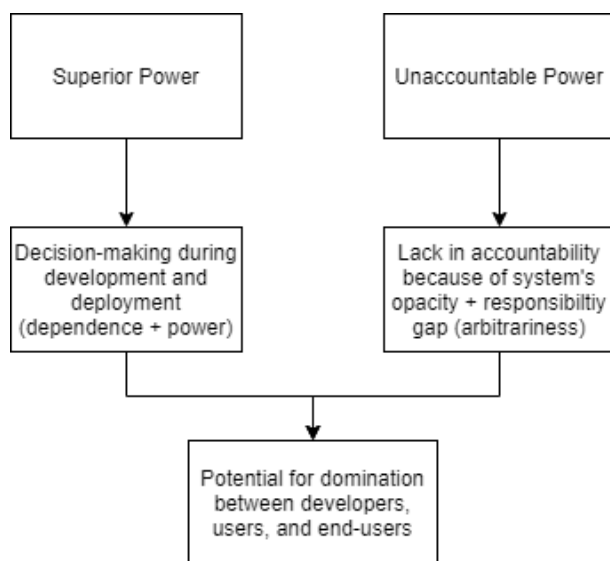 Superior Power
Unaccountable Power
Decision-making during
development and
deployment
(dependence + power)
Lack in accountability
because of system's
opacity + responsibiltiy
gap (arbitrariness)
Potential for domination
between developers,
users, and end-users